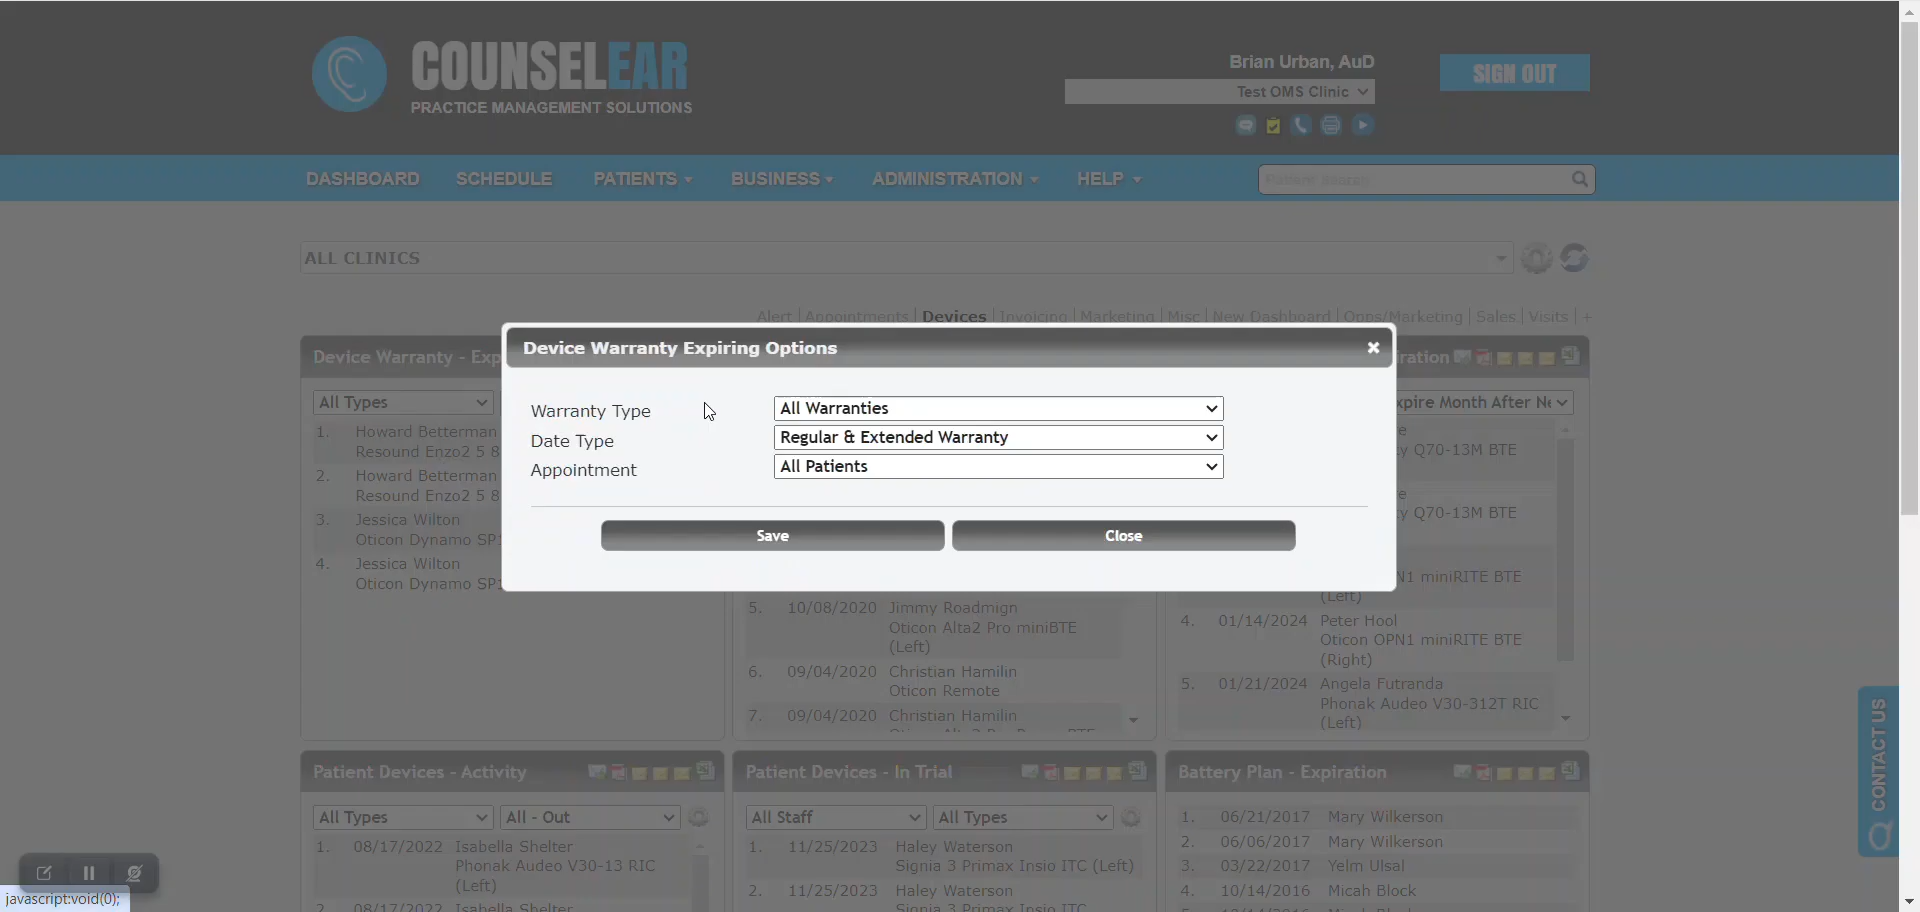 COUNSELEAR
PRACTICE MANAGEMENT SOLUTIONS
Brian Urban, AuD
Test OMS Clinic
SIGN OUT
DASHBOARD SCHEDULE PATIENTS BUSINESS ADMINISTRATION HELP
Patient Search
ALL CLINICS
Alert | Appointments | Devices | Invoicing | Marketing | Misc | New Dashboard | Opps/Marketing | Sales | Visits | +
Device Warranty - Exp
iration
Device Warranty Expiring Options
Warranty Type All Warranties
Date Type Regular & Extended Warranty
Appointment All Patients
Save Close
All Types
1. Howard Betterman
Resound Enzo2 5 8
2. Howard Betterman
Resound Enzo2 5 8
3. Jessica Wilton
Oticon Dynamo SP
4. Jessica Wilton
Oticon Dynamo SP
5. 10/08/2020 Jimmy Roadmign
Oticon Alta2 Pro miniBTE
(Left)
6. 09/04/2020 Christian Hamilin
Oticon Remote
7. 09/04/2020 Christian Hamilin
xpire Month After Ne
e
y Q70-13M BTE
e
y Q70-13M BTE
N1 miniRITE BTE
(Left)
4. 01/14/2024 Peter Hool
Oticon OPN1 miniRITE BTE
(Right)
5. 01/21/2024 Angela Futranda
Phonak Audeo V30-312T RIC
(Left)
CONTACT US
Patient Devices - Activity
All Types All - Out
1. 08/17/2022 Isabella Shelter
Phonak Audeo V30-13 RIC
(Left)
2. 08/17/2022 Isabella Shelter
Patient Devices - In Trial
All Staff All Types
1. 11/25/2023 Haley Waterson
Signia 3 Primax Insio ITC (Left)
2. 11/25/2023 Haley Waterson
Signia 3 Primax Insio ITC
Battery Plan - Expiration
1. 06/21/2017 Mary Wilkerson
2. 06/06/2017 Mary Wilkerson
3. 03/22/2017 Yelm Ulsal
4. 10/14/2016 Micah Block
javascript:void(0);